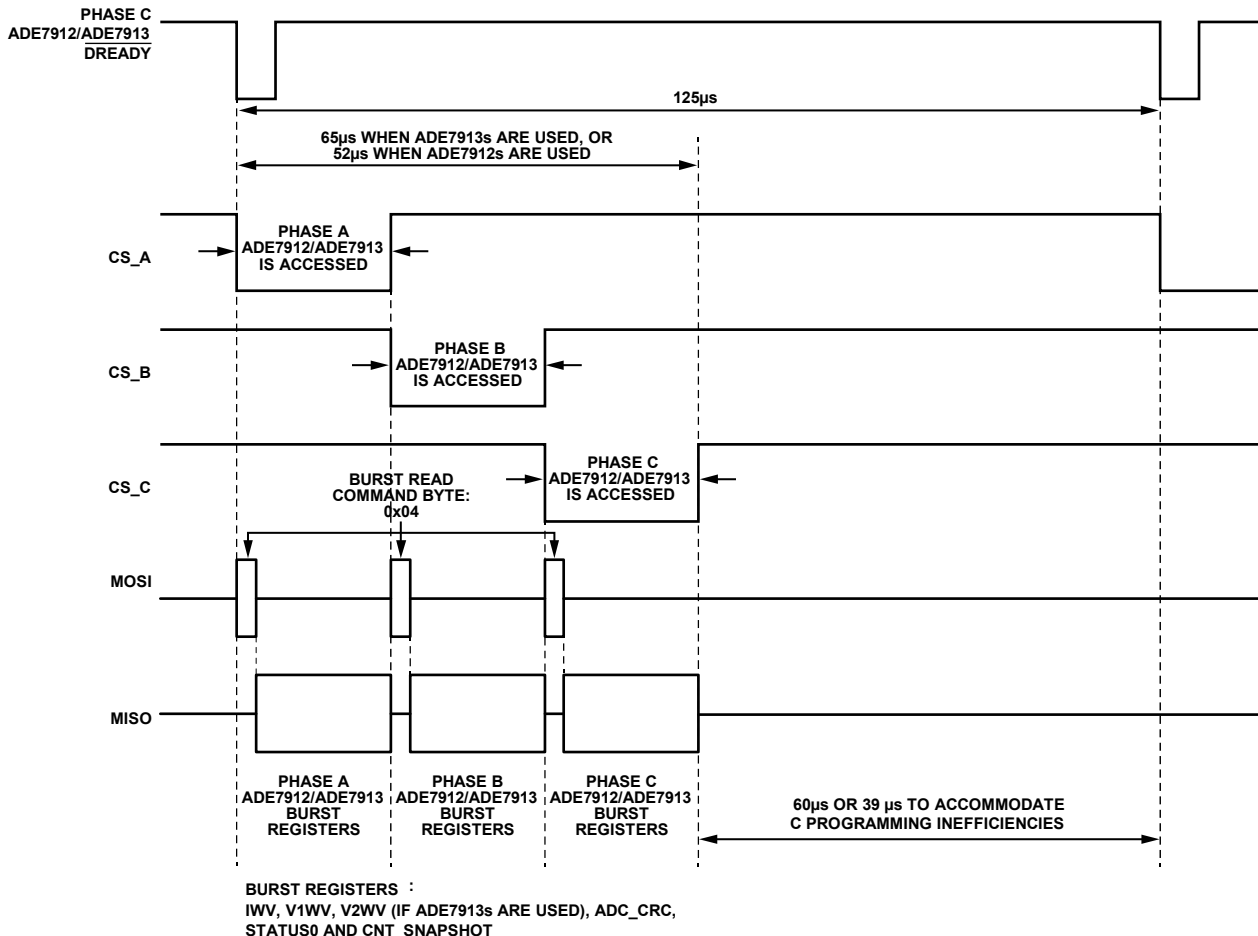 PHASE C
ADE7912/ADE7913
DREADY
125µs
65µs WHEN ADE7913s ARE USED, OR
52µs WHEN ADE7912s ARE USED
CS_A
PHASE A
ADE7912/ADE7913
IS ACCESSED
CS_B
PHASE B
ADE7912/ADE7913
IS ACCESSED
CS_C
PHASE C
ADE7912/ADE7913
IS ACCESSED
BURST READ
COMMAND BYTE:
0x04
MOSI
MISO
PHASE A
ADE7912/ADE7913
BURST
REGISTERS
PHASE B
ADE7912/ADE7913
BURST
REGISTERS
PHASE C
ADE7912/ADE7913
BURST
REGISTERS
60µs OR 39 µs TO ACCOMMODATE
C PROGRAMMING INEFFICIENCIES
BURST REGISTERS :
IWV, V1WV, V2WV (IF ADE7913s ARE USED), ADC_CRC,
STATUS0 AND CNT_SNAPSHOT